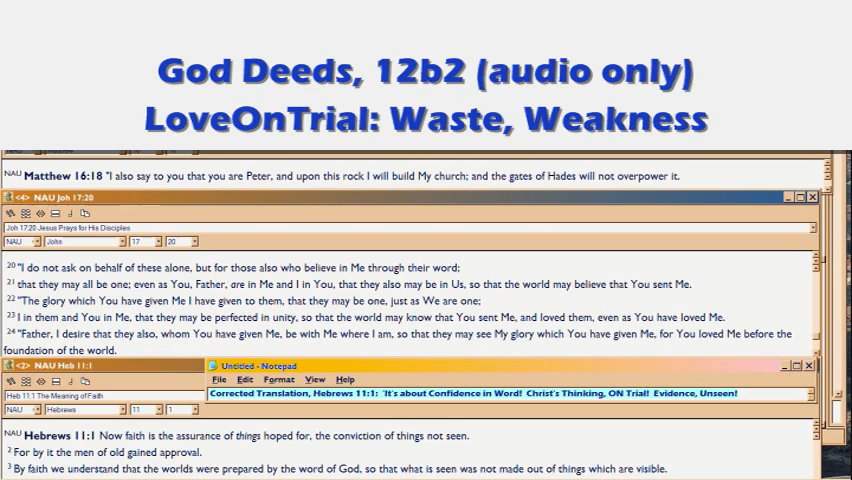 God Deeds, 12b2 (audio only)
LoveOnTrial: Waste, Weakness
NAU Matthew 16:18 "I also say to you that you are Peter, and upon this rock I will build My church; and the gates of Hades will not overpower it.
<4> NAU Joh 17:20
Joh 17:20 Jesus Prays for His Disciples
NAU John 17 20
20 "I do not ask on behalf of these alone, but for those also who believe in Me through their word;
21 that they may all be one; even as You, Father, are in Me and I in You, that they also may be in Us, so that the world may believe that You sent Me.
22 "The glory which You have given Me I have given to them, that they may be one, just as We are one;
23 I in them and You in Me, that they may be perfected in unity, so that the world may know that You sent Me, and loved them, even as You have loved Me.
24 "Father, I desire that they also, whom You have given Me, be with Me where I am, so that they may see My glory which You have given Me, for You loved Me before the
foundation of the world.
<2> NAU Heb 11:1
Untitled - Notepad
File Edit Format View Help
Corrected Translation, Hebrews 11:1: 'It's about Confidence in Word! Christ's Thinking, ON Trial! Evidence, Unseen!
Heb 11:1 The Meaning of Faith
NAU Hebrews 11 1
NAU Hebrews 11:1 Now faith is the assurance of things hoped for, the conviction of things not seen.
2 For by it the men of old gained approval.
3 By faith we understand that the worlds were prepared by the word of God, so that what is seen was not made out of things which are visible.